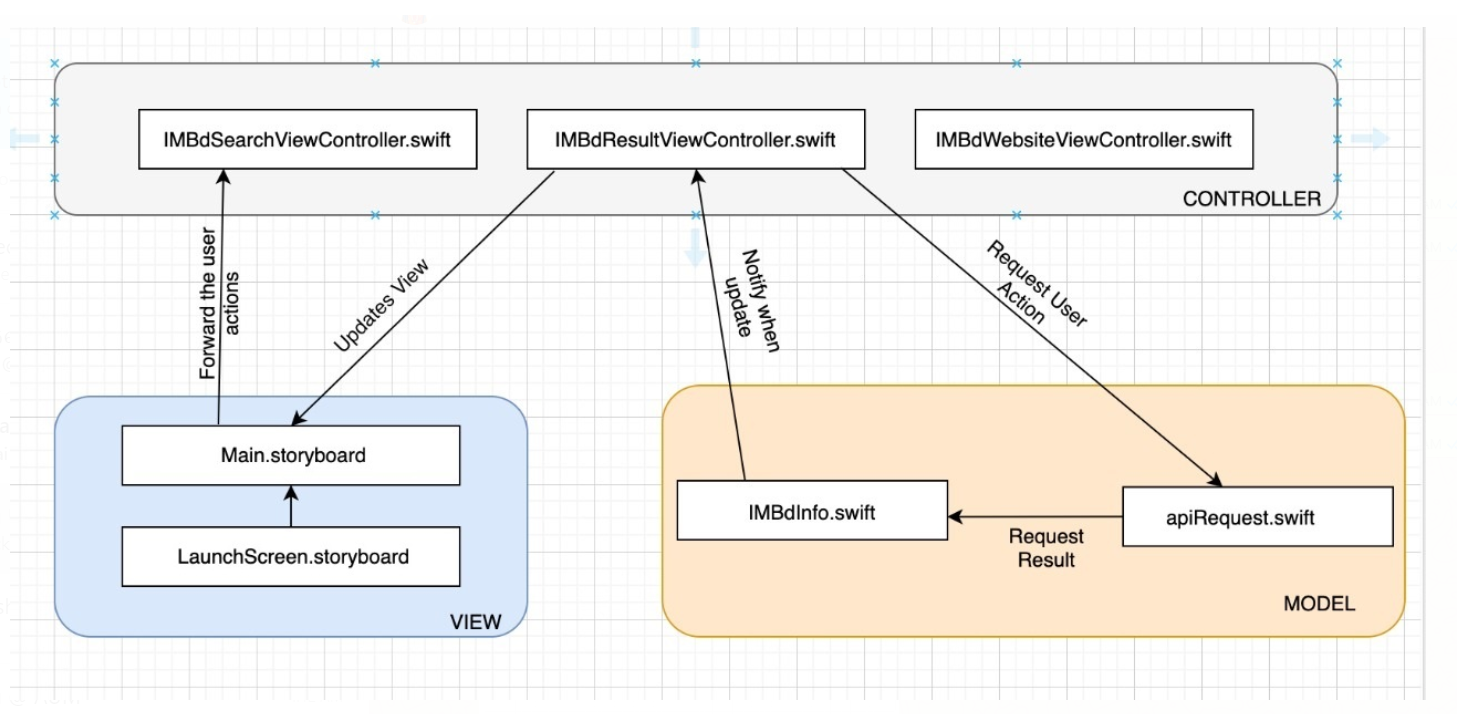 IMBdSearchViewController.swift
IMBdResultViewController.swift
IMBdWebsiteViewController.swift
CONTROLLER
Forward the user
actions
Updates View
Notify when
update
Request User
Action
Main.storyboard
LaunchScreen.storyboard
VIEW
IMBdInfo.swift
apiRequest.swift
Request
Result
MODEL